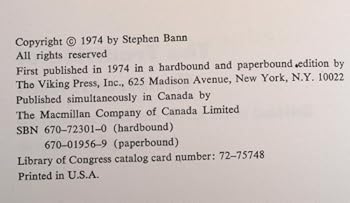 Copyright © 1974 by Stephen Bann
All rights reserved
First published in 1974 in a hardbound and paperbound edition by
The Viking Press, Inc., 625 Madison Avenue, New York, N.Y. 10022
Published simultaneously in Canada by
The Macmillan Company of Canada Limited
SBN 670-72301-0 (hardbound)
670-01956-9 (paperbound)
Library of Congress catalog card number: 72-75748
Printed in U.S.A.